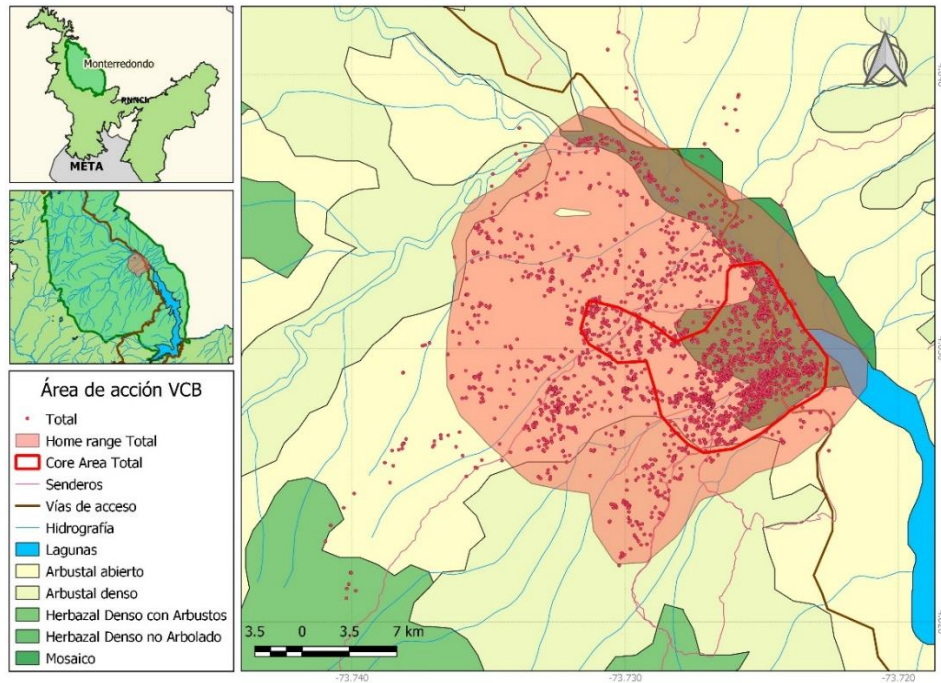 Monterredondo
META
Área de acción VCB
Total
Home range Total
Core Area Total
Senderos
Vías de acceso
Hidrografía
Lagunas
Arbustal abierto
Arbustal denso
Herbazal Denso con Arbustos
Herbazal Denso no Arbolado
Mosaico
N
3.5 0 3.5 7 km
-73.740 -73.730 -73.720